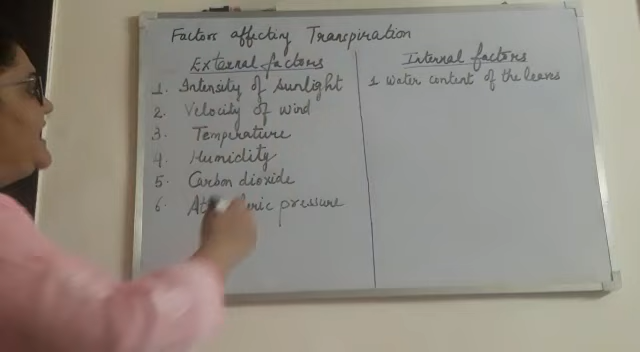 Factors affecting Transpiration
External factors
1. Intensity of sunlight
2. Velocity of wind
3. Temperature
4. Humidity
5. Carbon dioxide
6. pressure
Internal factors
1 Water content of the leaves